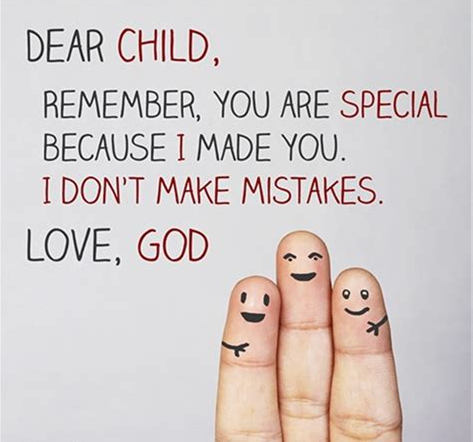 DEAR CHILD,
REMEMBER, YOU ARE SPECIAL
BECAUSE I MADE YOU.
I DON'T MAKE MISTAKES.
LOVE, GOD